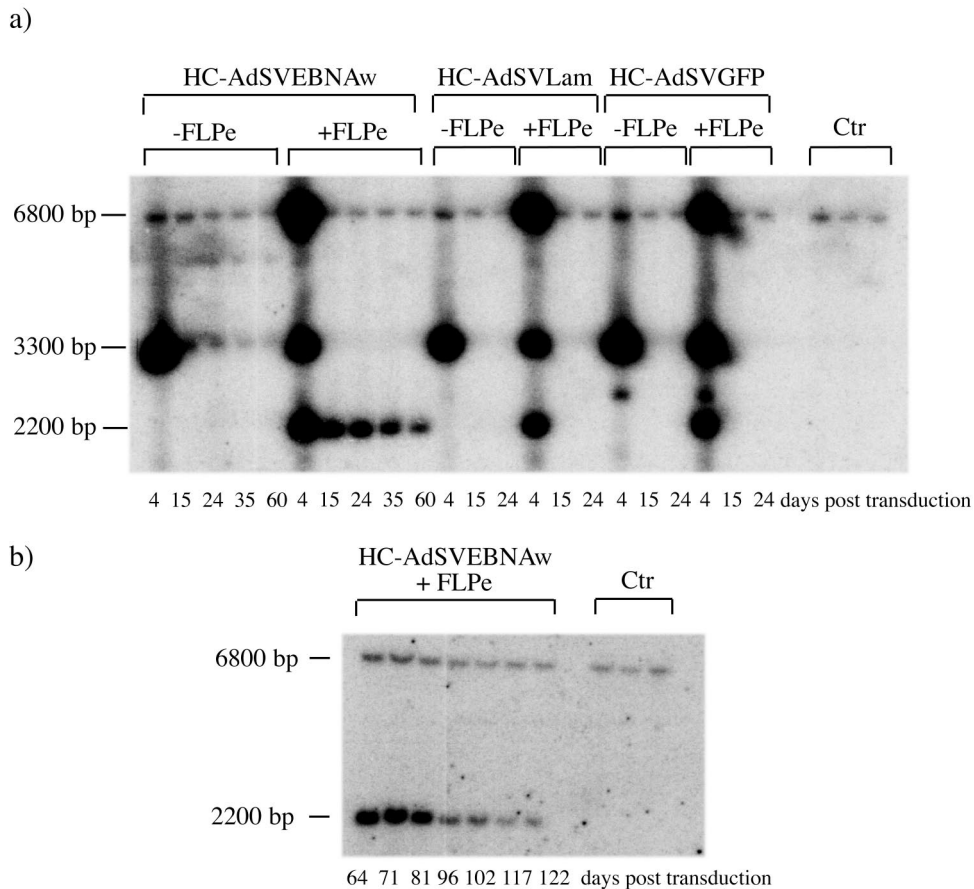 a)
HC-AdSVEBNAw HC-AdSVLam HC-AdSVGFP
-FLPe +FLPe -FLPe +FLPe -FLPe +FLPe Ctr
6800 bp
3300 bp
2200 bp
4 15 24 35 60 4 15 24 35 60 4 15 24 4 15 24 4 15 24 4 15 24 days post transduction
b)
HC-AdSVEBNAw
+ FLPe Ctr
6800 bp
2200 bp
64 71 81 96 102 117 122 days post transduction